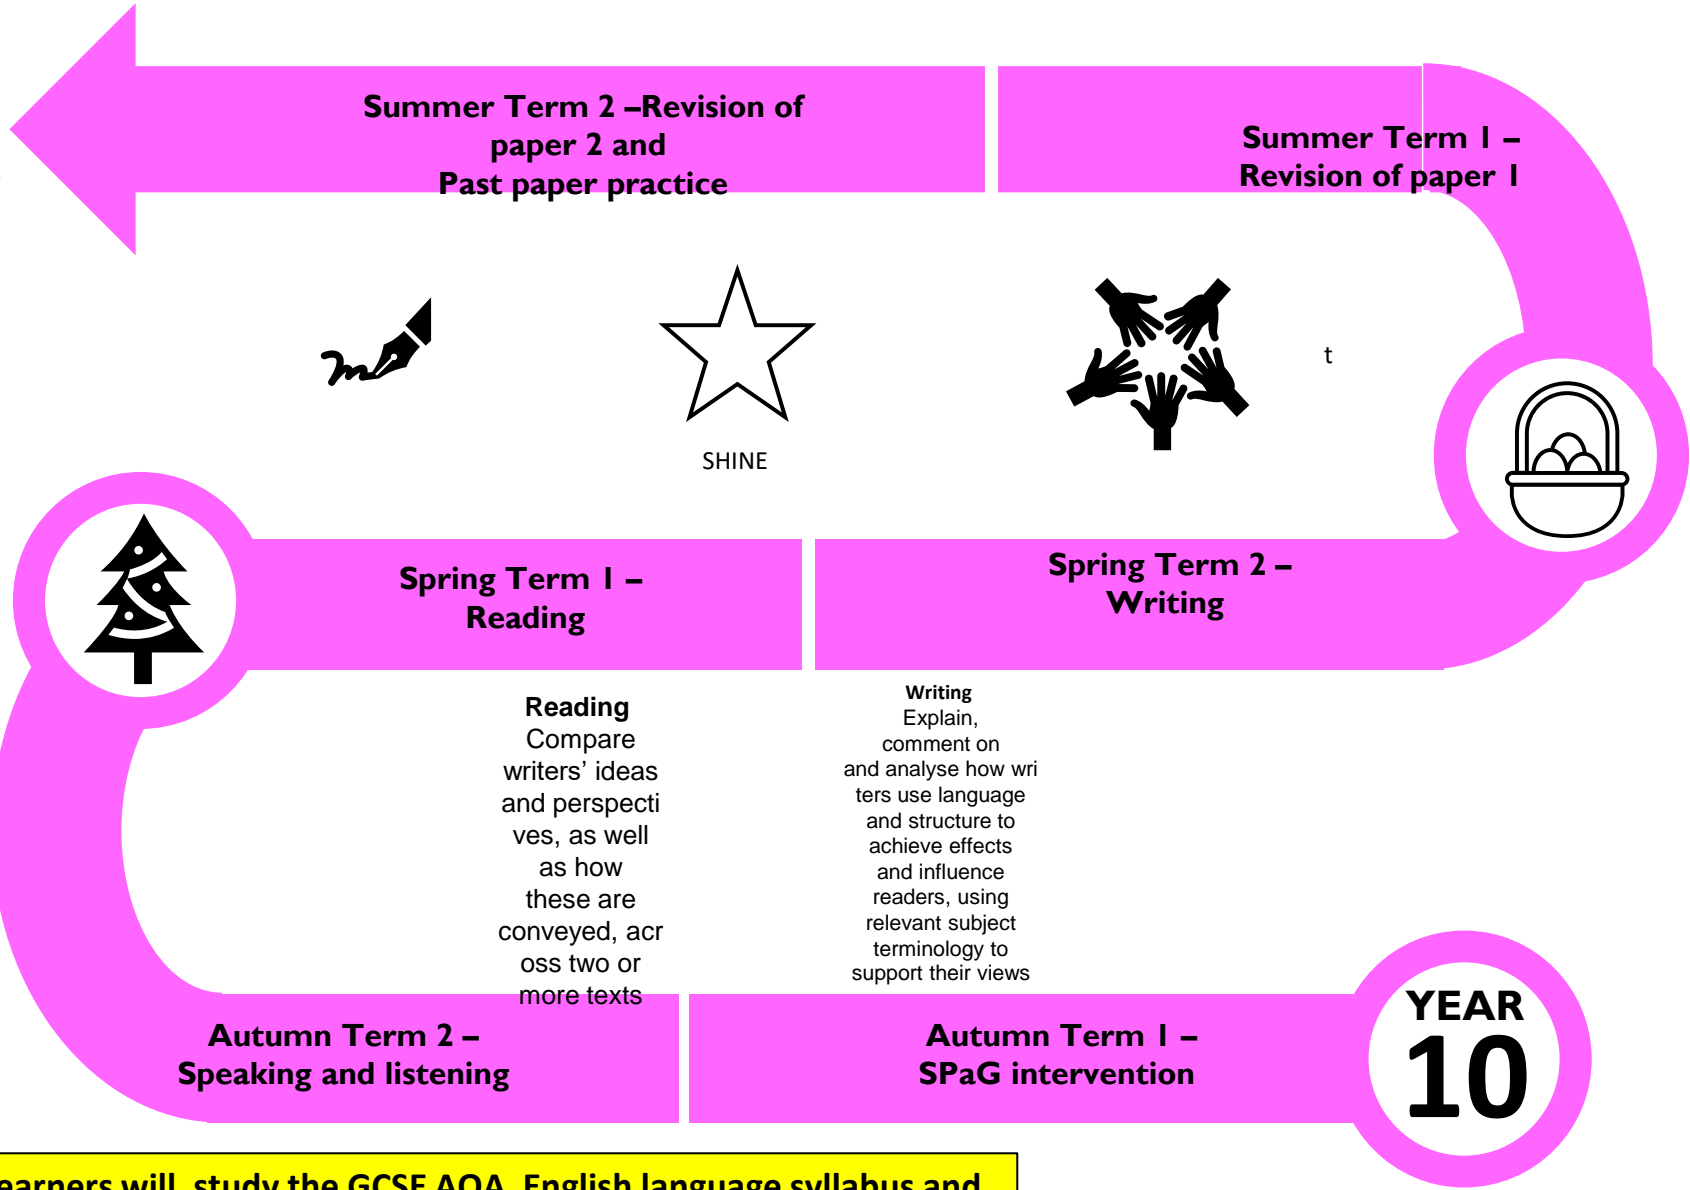 Summer Term 2 –Revision of
paper 2 and
Past paper practice
Summer Term 1 –
Revision of paper 1
t
SHINE
Spring Term 1 –
Reading
Spring Term 2 –
Writing
Reading
Compare
writers’ ideas
and perspecti
ves, as well
as how
these are
conveyed, acr
oss two or
more texts
Writing
Explain,
comment on
and analyse how wri
ters use language
and structure to
achieve effects
and influence
readers, using
relevant subject
terminology to
support their views
Autumn Term 2 –
Speaking and listening
Autumn Term 1 –
SPaG intervention
YEAR
10
earners will study the GCSE AQA English language syllabus and